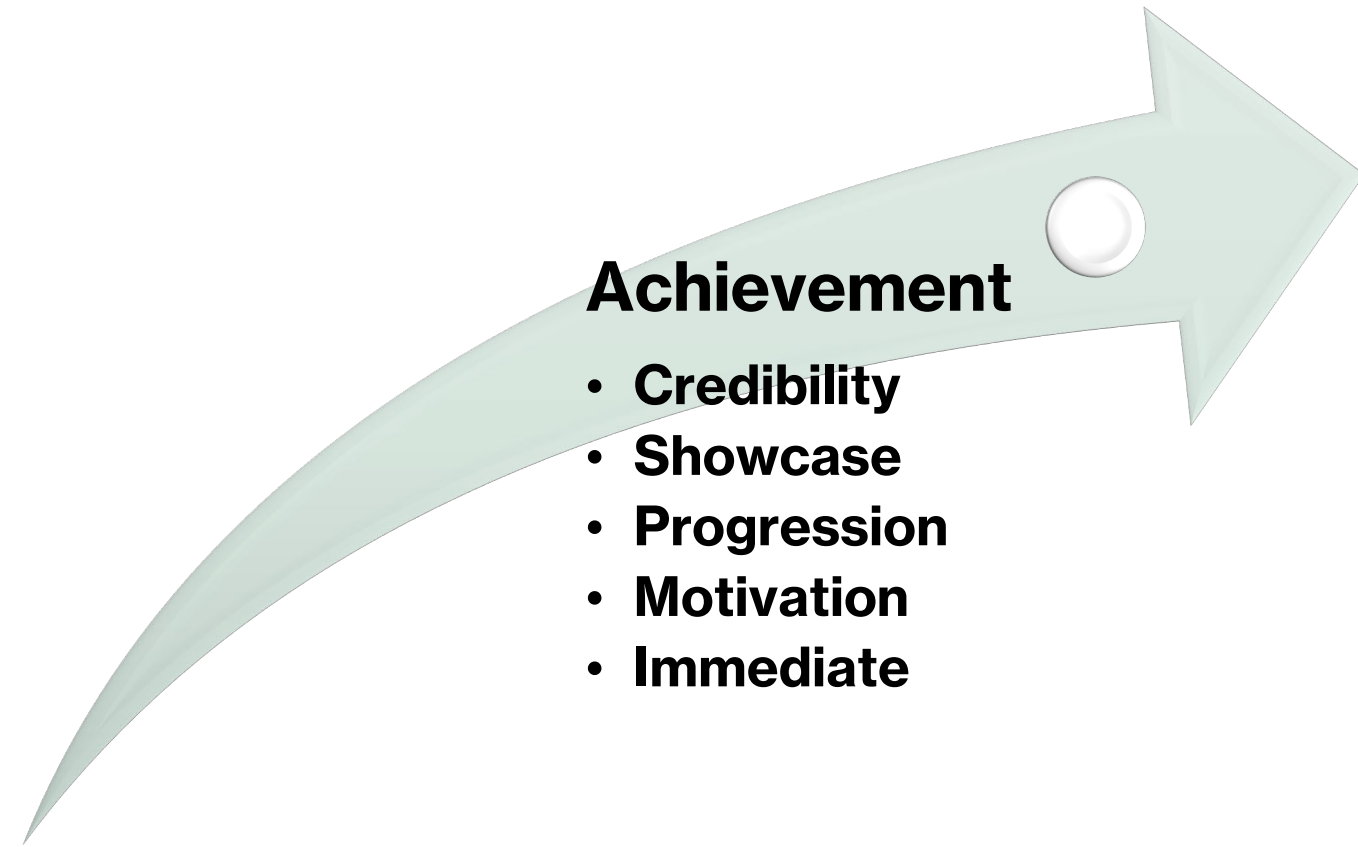 Achievement
• Credibility
• Showcase
• Progression
• Motivation
• Immediate